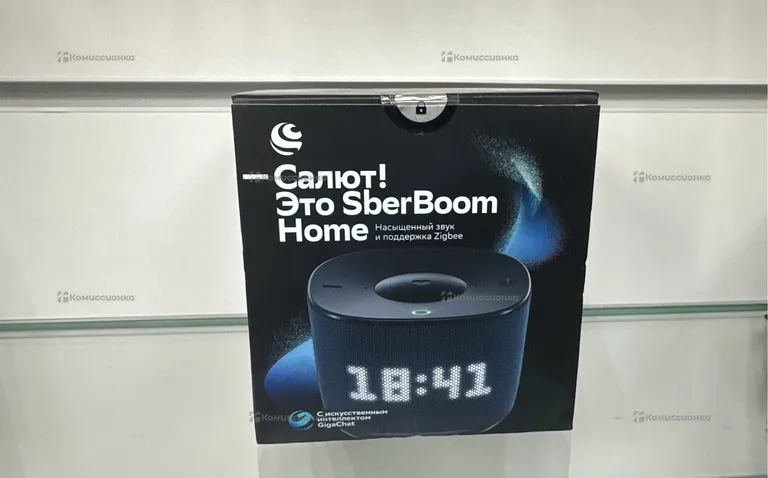 Комиссионка
Комиссионка
Салют!
Это SberBoom
Home
Насыщенный звук
и поддержка Zigbee
18:41
С искусственным
интеллектом
GigaChat
Комиссионка
Комиссионка
Комиссионка
Комиссионка
Комиссионка